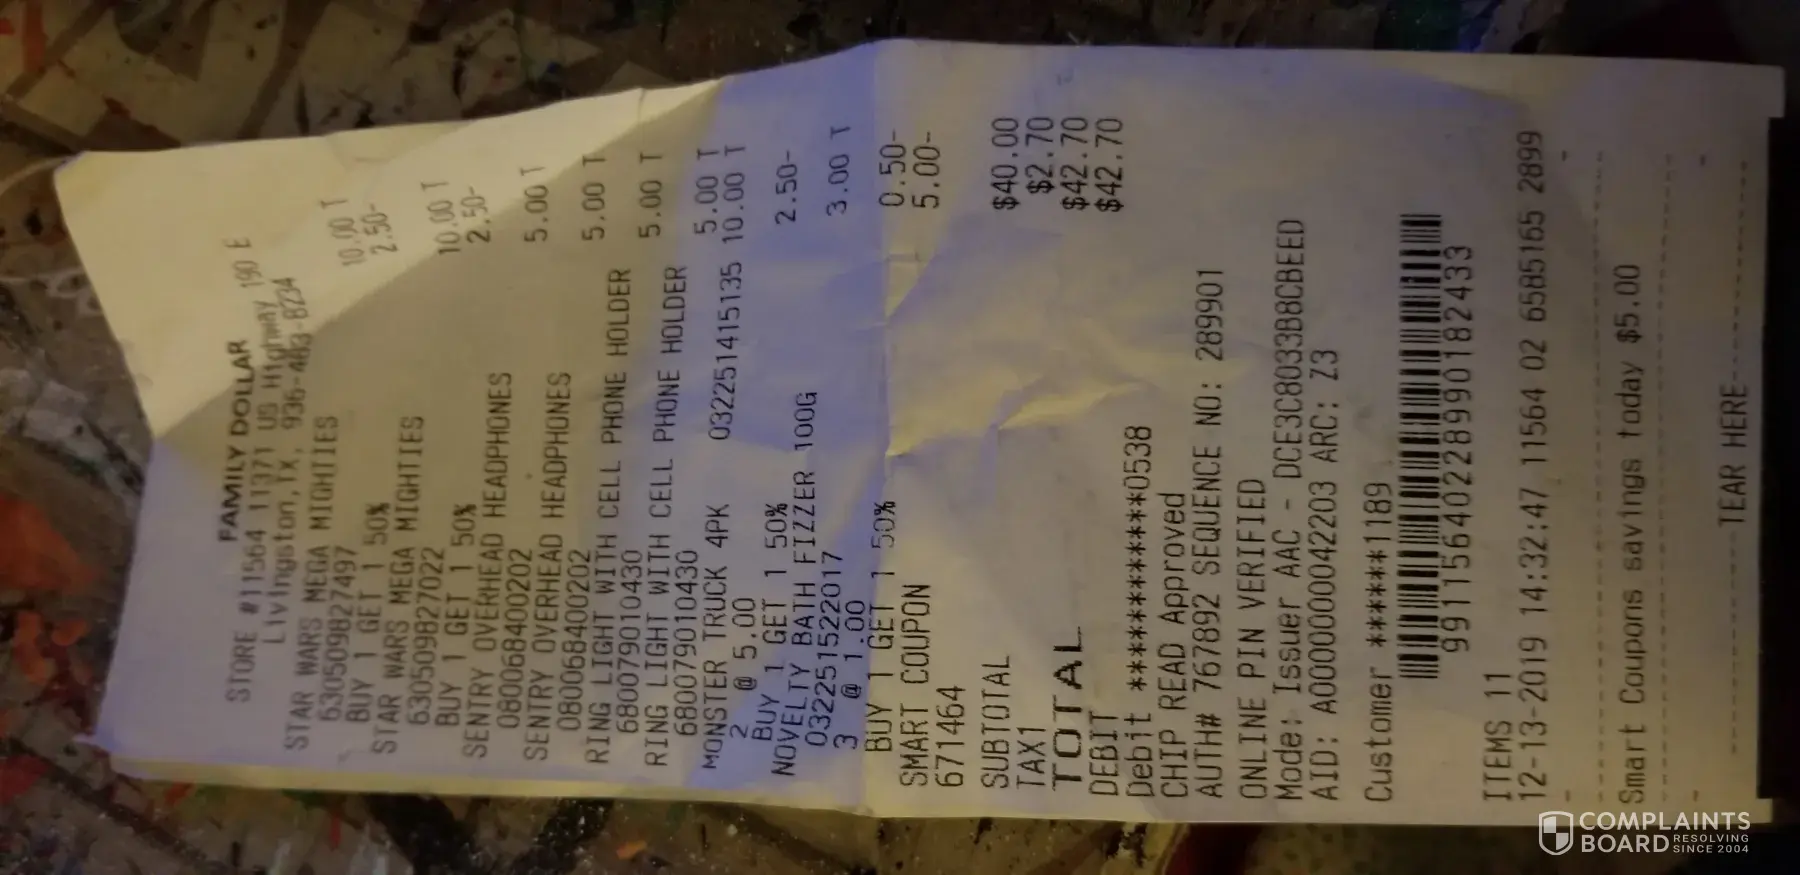 FAMILY DOLLAR
STORE #11564 11371 US Highway 190 E
Livingston, TX, 936-463-8234
STAR WARS MEGA MIGHTIES
630509827497 10.00 T
BUY 1 GET 1 50% 2.50-
STAR WARS MEGA MIGHTIES
630509827022 10.00 T
BUY 1 GET 1 50% 2.50-
SENTRY OVERHEAD HEADPHONES
080068400202 5.00 T
SENTRY OVERHEAD HEADPHONES
080068400202 5.00 T
RING LIGHT WITH CELL PHONE HOLDER
680079010430 5.00 T
RING LIGHT WITH CELL PHONE HOLDER
680079010430 5.00 T
MONSTER TRUCK 4PK 032251415135 10.00 T
2 @ 5.00
BUY 1 GET 1 50% 2.50-
NOVELTY BATH FIZZER 100G
032251522017 3.00 T
3 @ 1.00
BUY 1 GET 1 50% 0.50-
SMART COUPON 5.00-
671464
SUBTOTAL $40.00
TAX1 $2.70
TOTAL $42.70
DEBIT $42.70
Debit ************0538
CHIP READ Approved
AUTH# 767892 SEQUENCE NO: 289901
ONLINE PIN VERIFIED
Mode: Issuer AAC - DCE3C8033B8CBEED
AID: A0000000042203 ARC: Z3
Customer ******1189
99115640228990182433
ITEMS 11
12-13-2019 14:32:47 11564 02 6585165 2899
Smart Coupons savings today $5.00
TEAR HERE
COMPLAINTS
BOARD RESOLVING
SINCE 2004